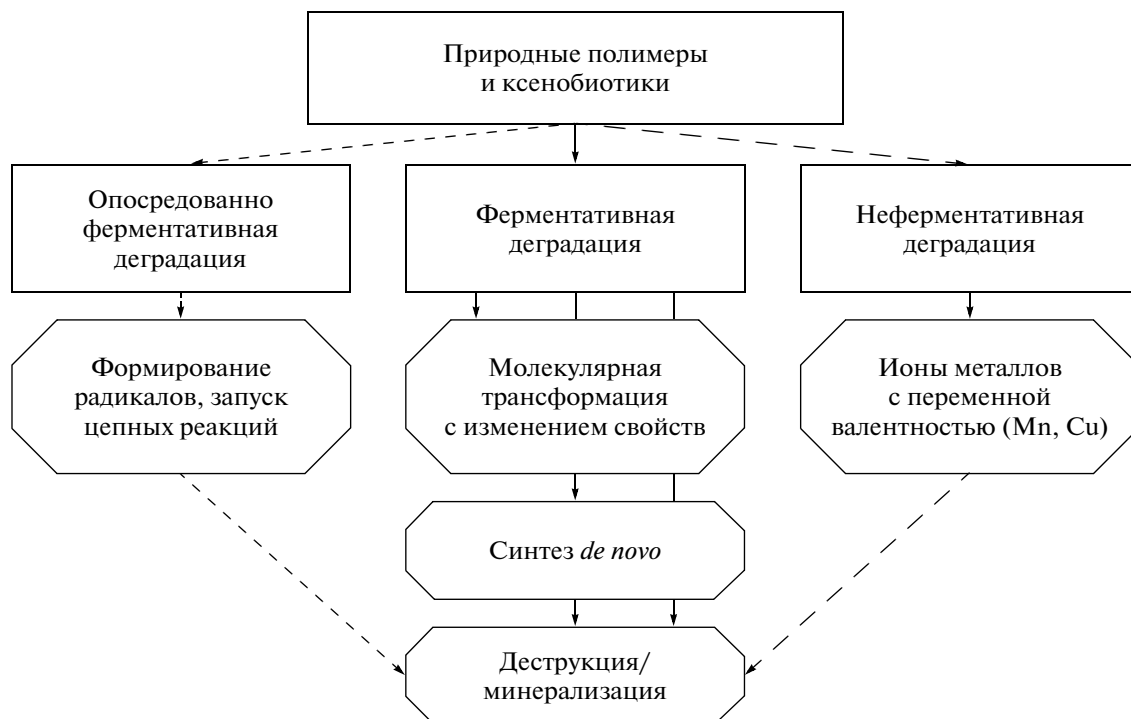 Природные полимеры
и ксенобиотики
Опосредованно
ферментативная
деградация
Ферментативная
деградация
Неферментативная
деградация
Формирование
радикалов, запуск
цепных реакций
Молекулярная
трансформация
с изменением свойств
Ионы металлов
с переменной
валентностью (Mn, Cu)
Синтез de novo
Деструкция/
минерализация